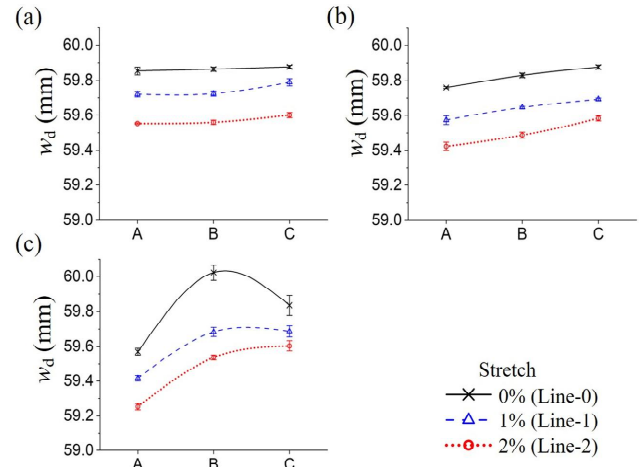 (a)
60.0
59.8
59.6
59.4
59.2
59.0
w_d (mm)
A B C
(b)
60.0
59.8
59.6
59.4
59.2
59.0
w_d (mm)
A B C
(c)
60.0
59.8
59.6
59.4
59.2
59.0
w_d (mm)
A B C
Stretch
0% (Line-0)
1% (Line-1)
2% (Line-2)